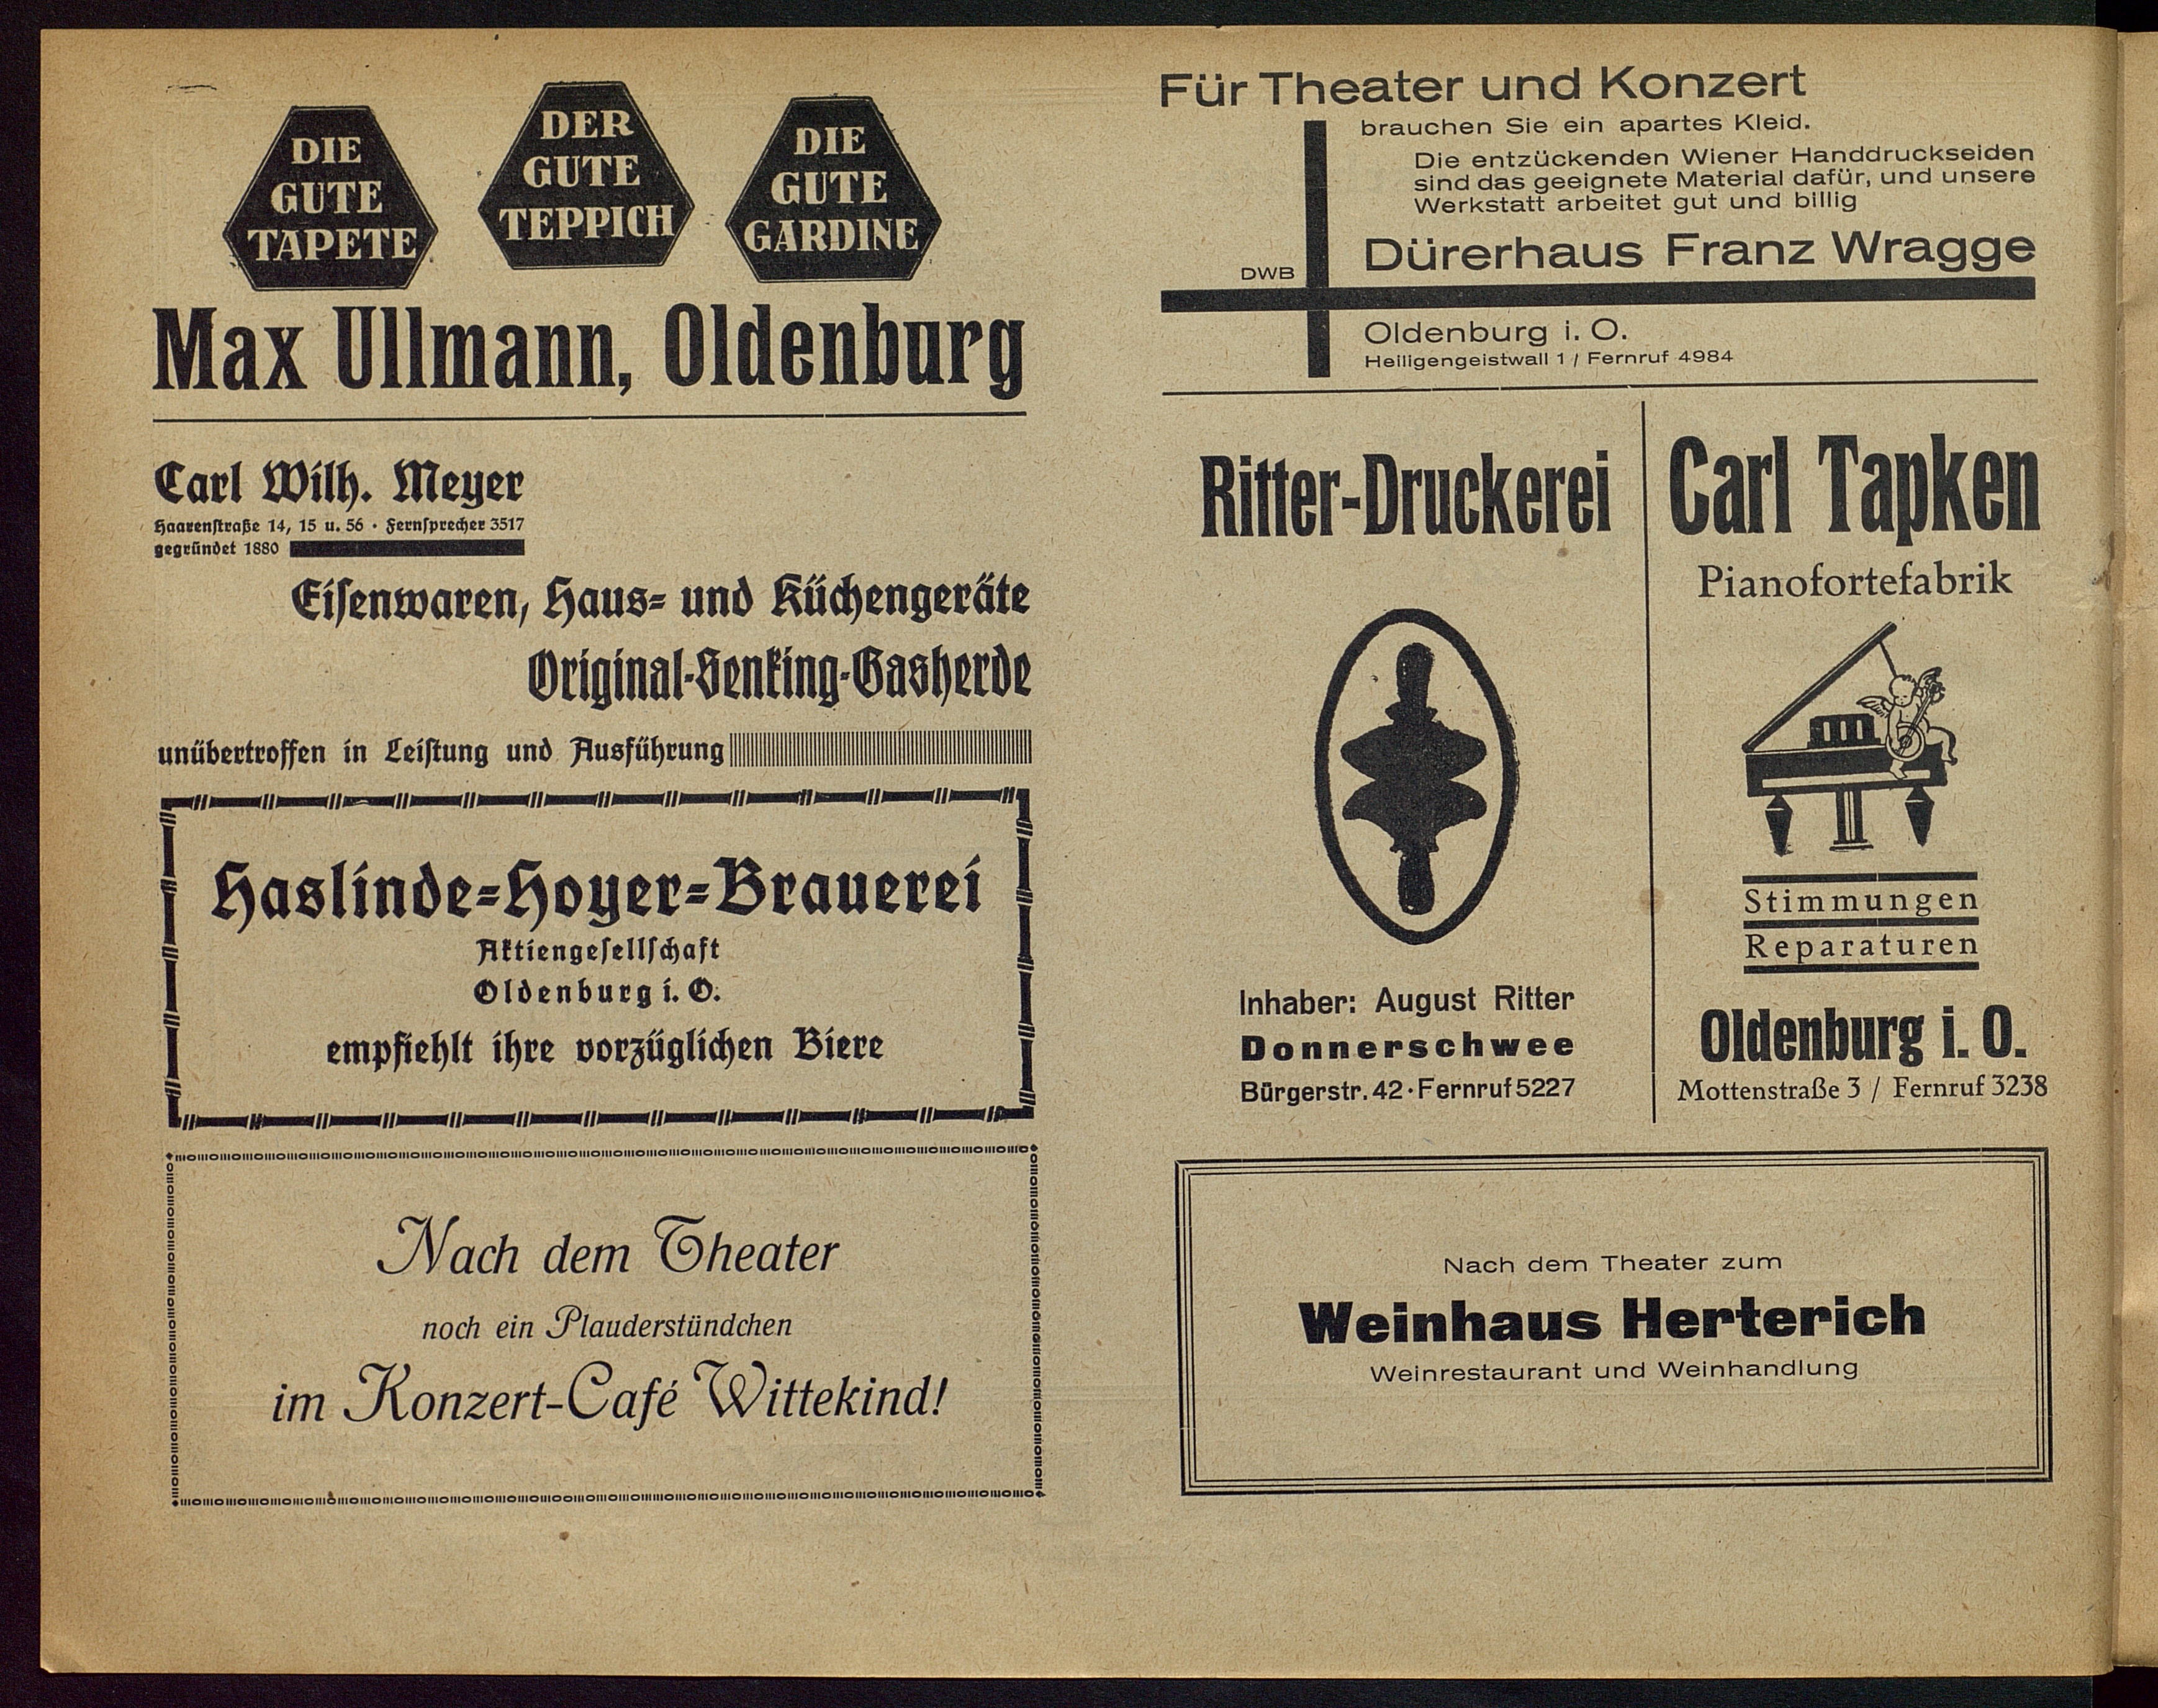 DIE
GUTE
TAPETE
DER
GUTE
TEPPICH
DIE
GUTE
GARDINE
Max Ullmann, Oldenburg
Carl Wilh. Meyer
Haarenſtraße 14, 15 u. 56 · Fernſprecher 3517
gegründet 1880
Eiſenwaren, Haus- und Küchengeräte
Original-Senking-Gasherde
unübertroffen in Leiſtung und Ausführung
Haslinde-Hoyer-Brauerei
Aktiengeſellſchaft
Oldenburg i. O.
empfiehlt ihre vorzüglichen Biere
Nach dem Theater
noch ein Plauderstündchen
im Konzert-Café Wittekind!
Für Theater und Konzert
brauchen Sie ein apartes Kleid.
Die entzückenden Wiener Handdruckseiden
sind das geeignete Material dafür, und unsere
Werkstatt arbeitet gut und billig
DWB
Dürerhaus Franz Wragge
Oldenburg i. O.
Heiligengeistwall 1 / Fernruf 4984
Ritter-Druckerei
Inhaber: August Ritter
Donnerschwee
Bürgerstr. 42 · Fernruf 5227
Carl Tapken
Pianofortefabrik
Stimmungen
Reparaturen
Oldenburg i. O.
Mottenstraße 3 / Fernruf 3238
Nach dem Theater zum
Weinhaus Herterich
Weinrestaurant und Weinhandlung